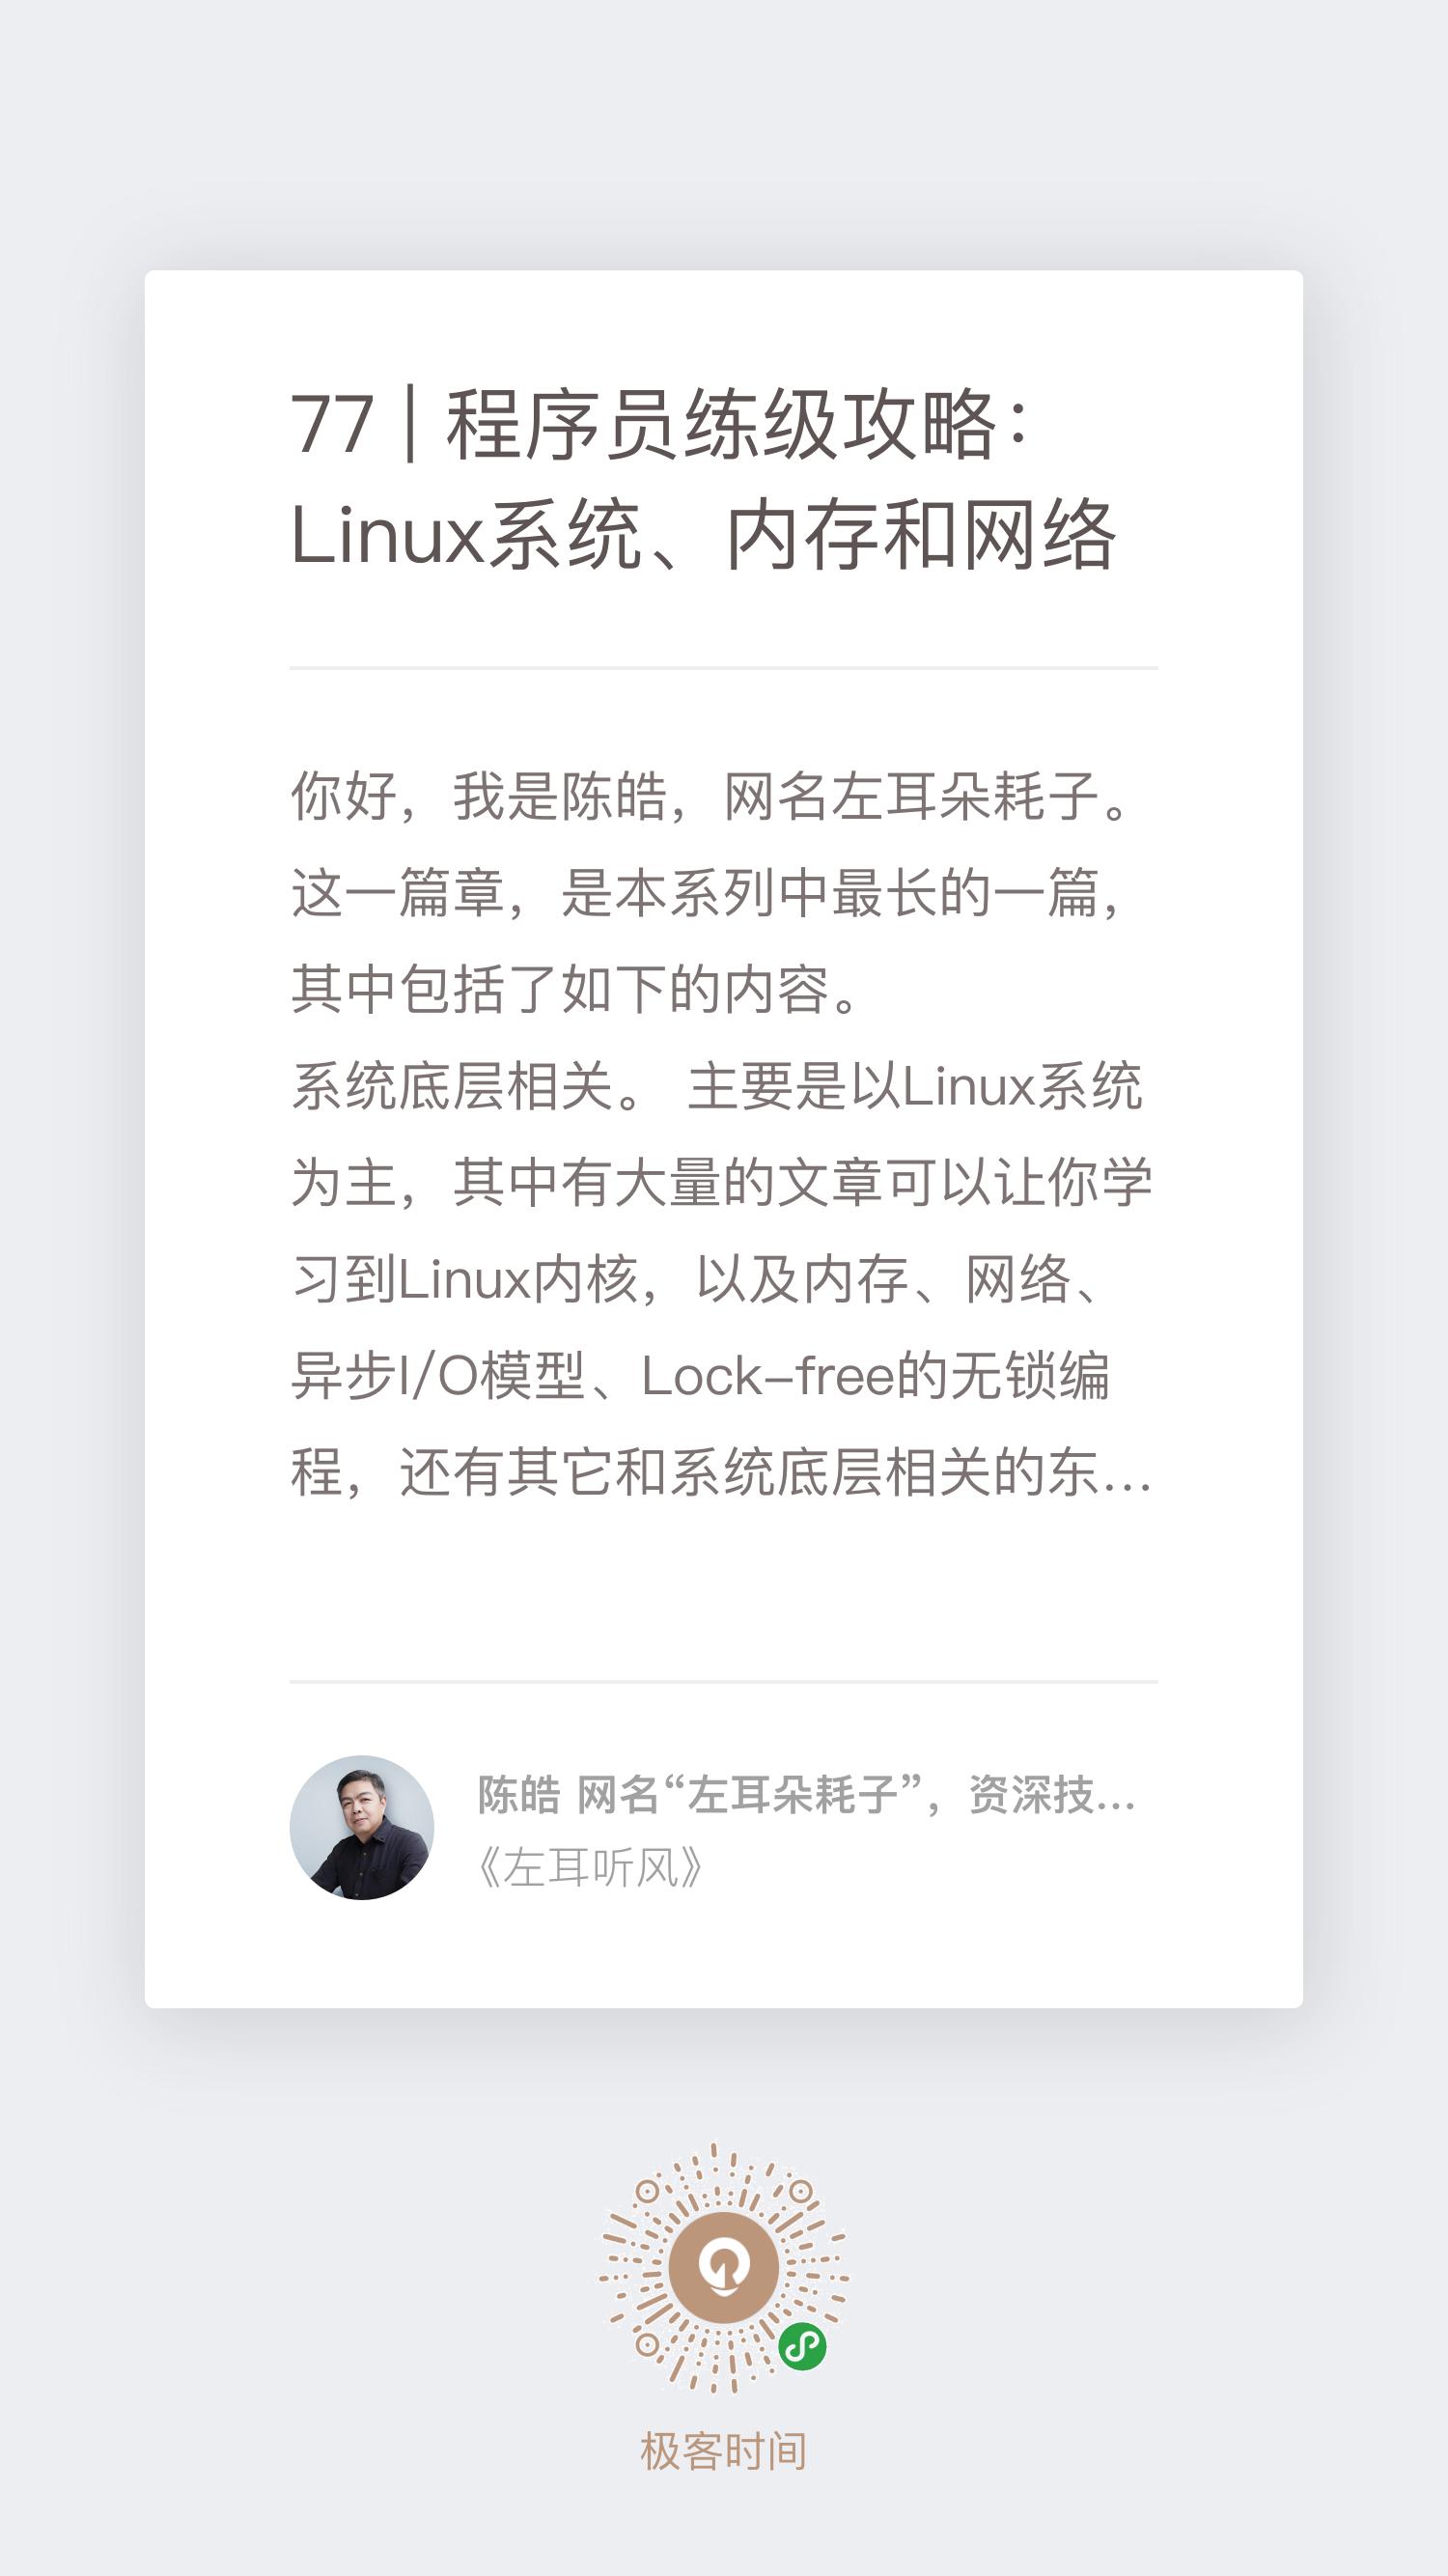 77 | 程序员练级攻略：
Linux系统、内存和网络
你好，我是陈皓，网名左耳朵耗子。
这一篇章，是本系列中最长的一篇，
其中包括了如下的内容。
系统底层相关。 主要是以Linux系统
为主，其中有大量的文章可以让你学
习到Linux内核，以及内存、网络、
异步I/O模型、Lock-free的无锁编
程，还有其它和系统底层相关的东...
陈皓 网名“左耳朵耗子”，资深技...
《左耳听风》
极客时间